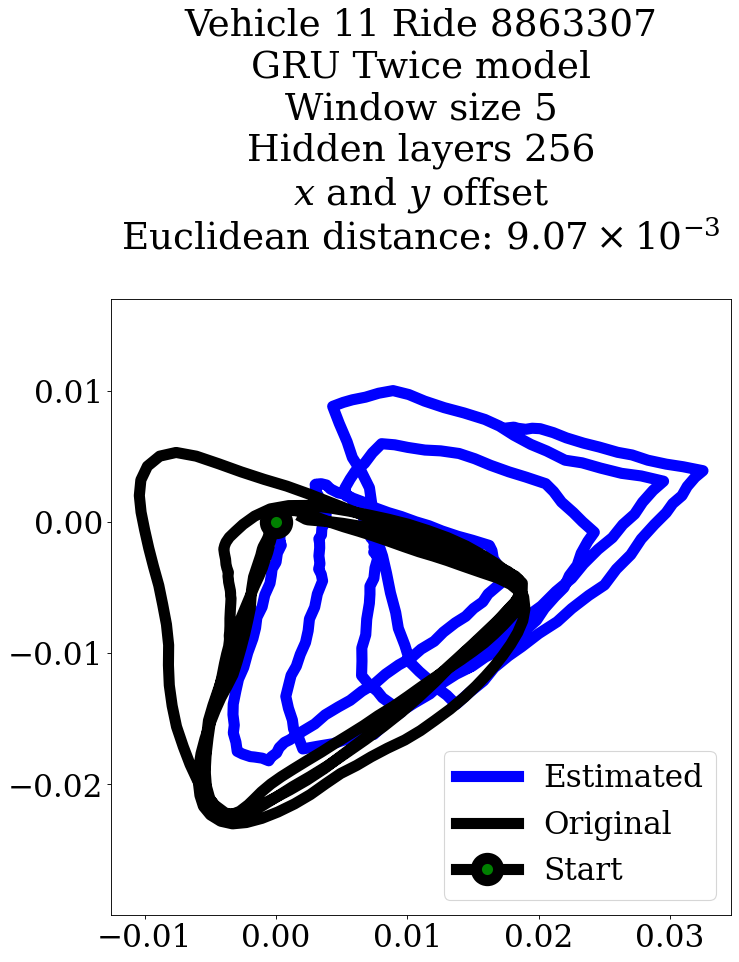 Vehicle 11 Ride 8863307
GRU Twice model
Window size 5
Hidden layers 256
x and y offset
Euclidean distance: 9.07 × 10⁻³
0.01
0.00
−0.01
−0.02
Estimated
Original
Start
−0.01 0.00 0.01 0.02 0.03